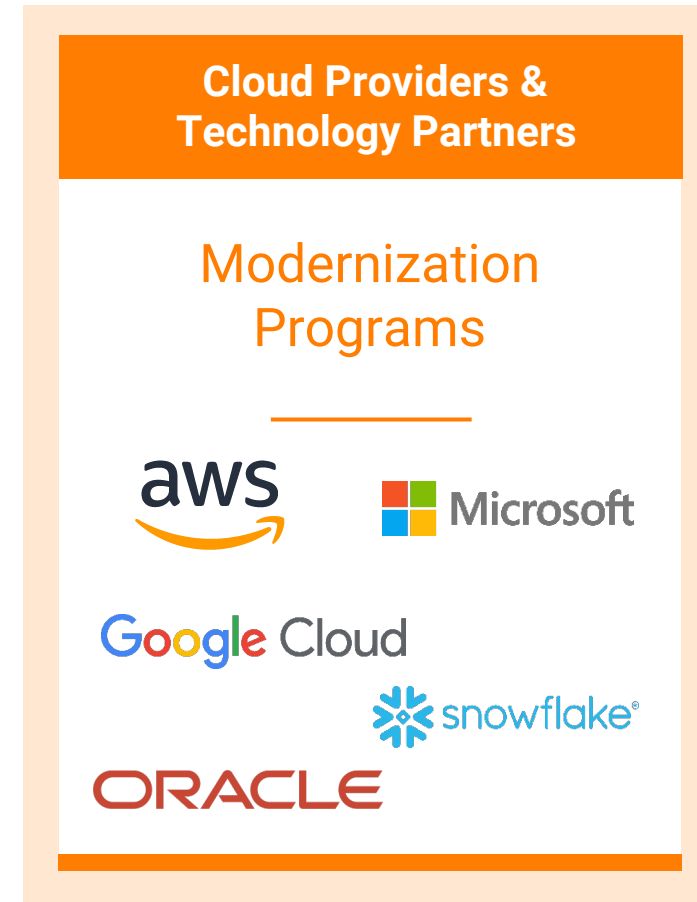 Cloud Providers &
Technology Partners
Modernization
Programs
aws
Microsoft
Google Cloud
snowflake®
ORACLE